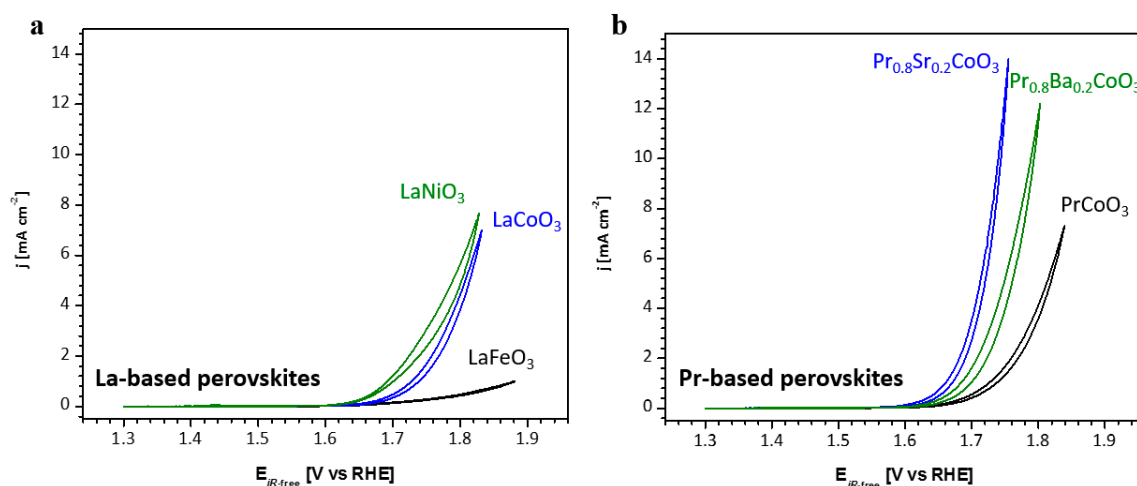 a
14
12
10
8
6
4
2
0
j [mA cm⁻²]
LaNiO₃
LaCoO₃
LaFeO₃
La-based perovskites
1.3 1.4 1.5 1.6 1.7 1.8 1.9
E_iR-free [V vs RHE]
b
14
12
10
8
6
4
2
0
j [mA cm⁻²]
Pr₀.₈Sr₀.₂CoO₃
Pr₀.₈Ba₀.₂CoO₃
PrCoO₃
Pr-based perovskites
1.3 1.4 1.5 1.6 1.7 1.8 1.9
E_iR-free [V vs RHE]